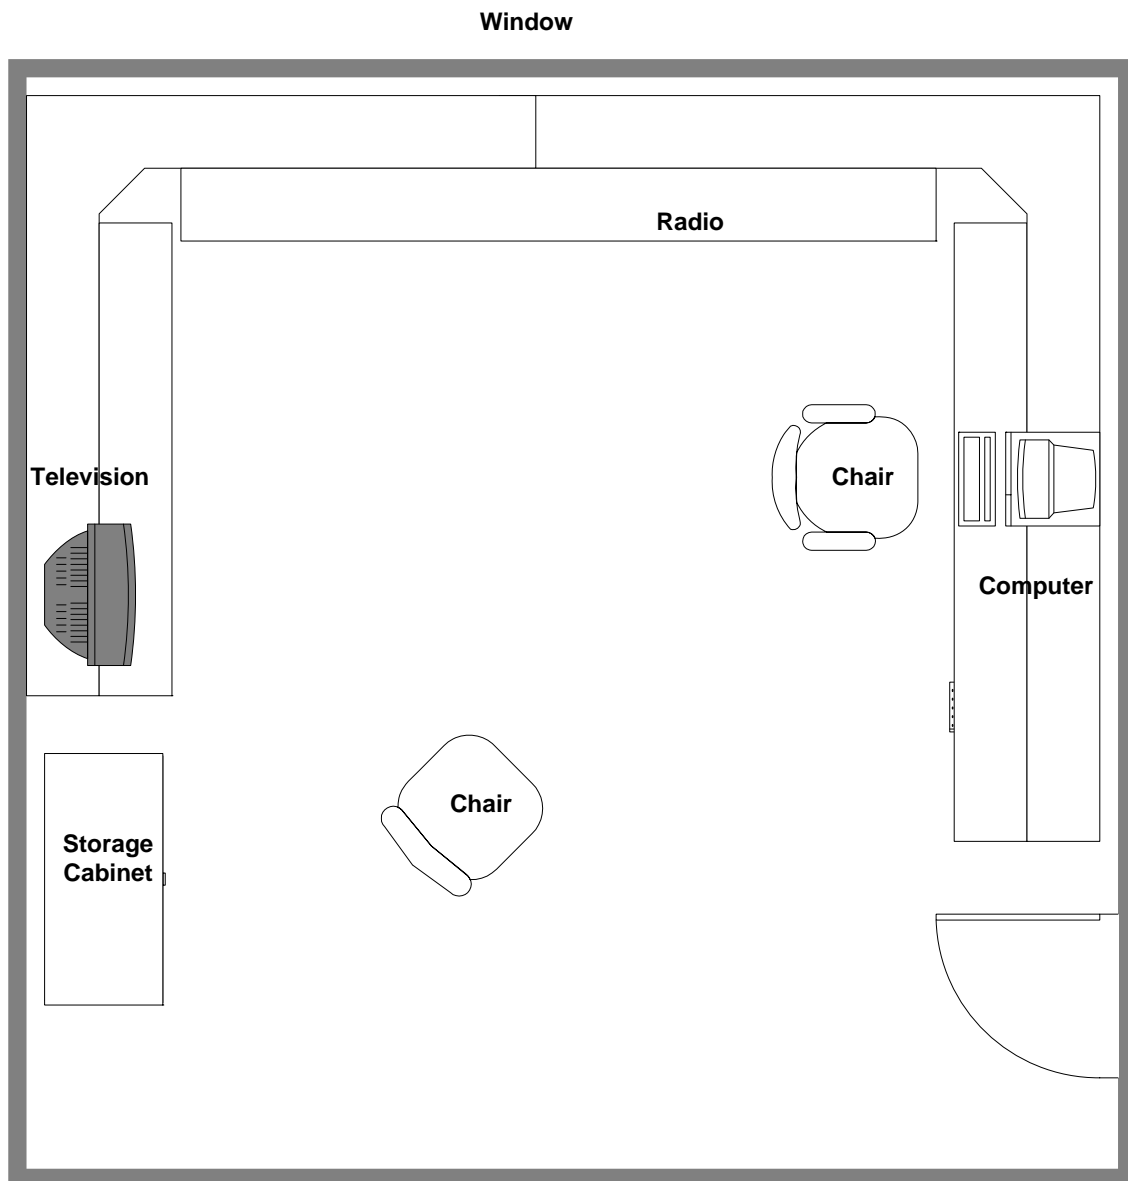 Window
Radio
Television
Chair
Computer
Chair
Storage
Cabinet